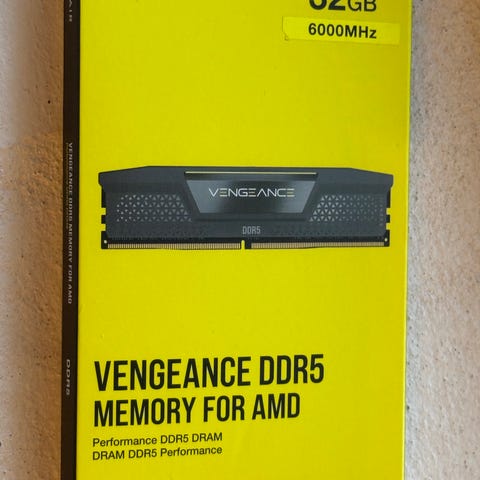 32GB
6000MHz
VENGEANCE
DDR5
VENGEANCE DDR5
MEMORY FOR AMD
Performance DDR5 DRAM
DRAM DDR5 Performance
VENGEANCE DDR5 MEMORY FOR AMD
DDR5